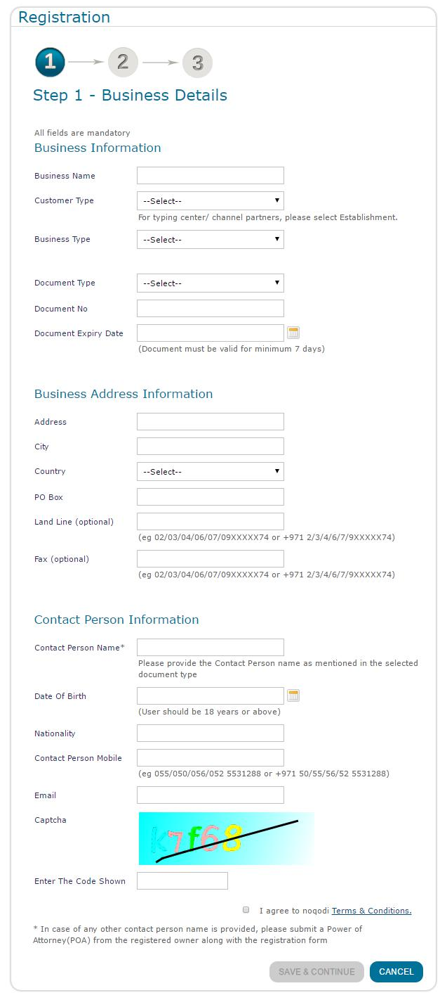 Registration
1 2 3
Step 1 - Business Details
All fields are mandatory
Business Information
Business Name
Customer Type --Select--
For typing center/ channel partners, please select Establishment.
Business Type --Select--
Document Type --Select--
Document No
Document Expiry Date
(Document must be valid for minimum 7 days)
Business Address Information
Address
City
Country --Select--
PO Box
Land Line (optional)
(eg 02/03/04/06/07/09XXXXX74 or +971 2/3/4/6/7/9XXXXX74)
Fax (optional)
(eg 02/03/04/06/07/09XXXXX74 or +971 2/3/4/6/7/9XXXXX74)
Contact Person Information
Contact Person Name*
Please provide the Contact Person name as mentioned in the selected
document type
Date Of Birth
(User should be 18 years or above)
Nationality
Contact Person Mobile
(eg 055/050/056/052 5531288 or +971 50/55/56/52 5531288)
Email
Captcha k7f68
Enter The Code Shown
I agree to noqodi Terms & Conditions.
* In case of any other contact person name is provided, please submit a Power of
Attorney(POA) from the registered owner along with the registration form
SAVE & CONTINUE CANCEL